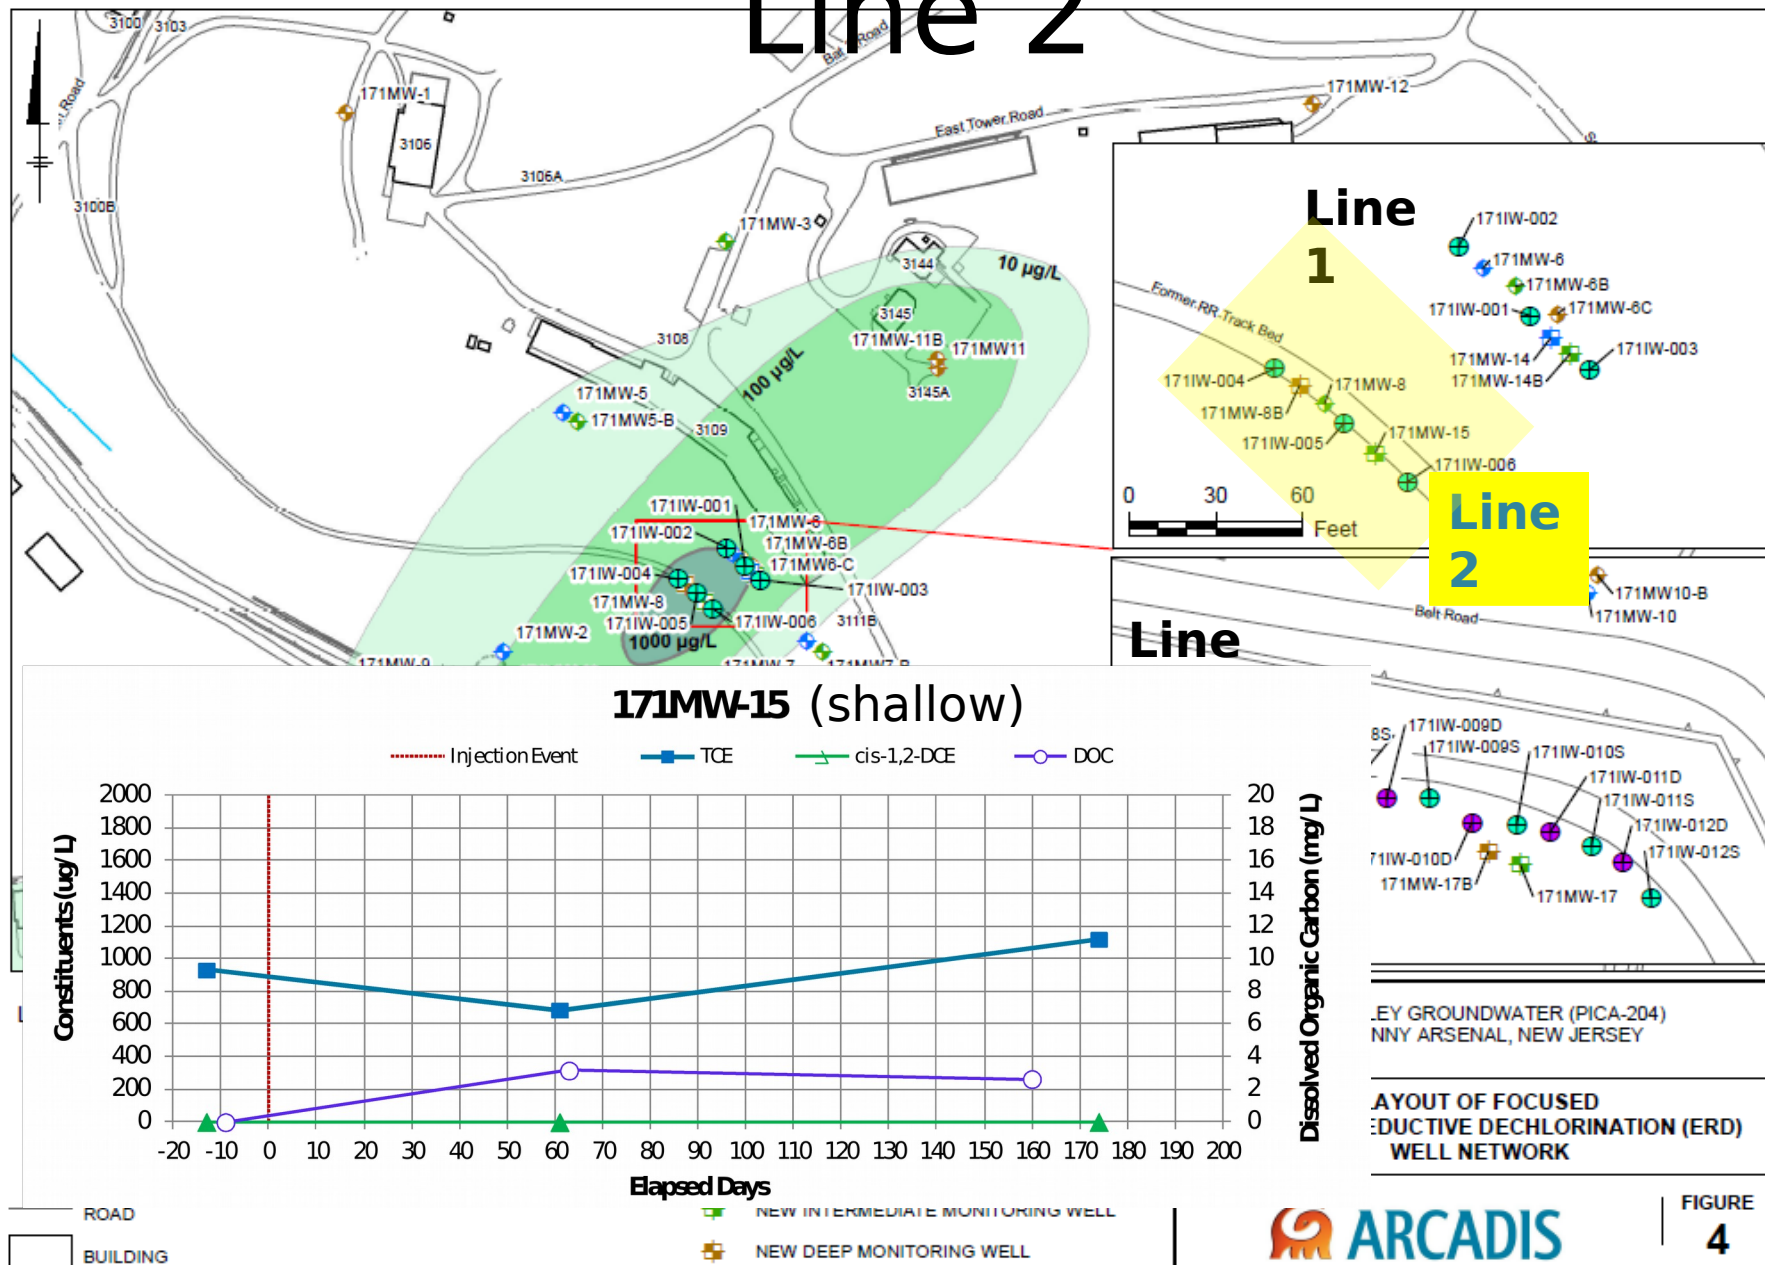 Line 2
3100
3103
Road
Road
171MW-1
3106
3106A
3100B
East Tower Road
171MW-12
171MW-3
3144
10 µg/L
3145
171MW-11B
171MW11
3145A
3108
100 µg/L
171MW-5
171MW5-B
3109
171IW-001
171MW-6
171IW-002
171MW-6B
171MW6-C
171IW-004
171IW-003
171MW-8
171IW-005
171IW-006
3111B
1000 µg/L
171MW-2
Line
1
171IW-002
171MW-6
171MW-6B
171IW-001
171MW-6C
171MW-14
171MW-14B
171IW-003
Former RR Track Bed
171IW-004
171MW-8
171MW-8B
171IW-005
171MW-15
171IW-006
0 30 60
Feet
Line
2
171MW10-B
171MW-10
Belt Road
Line
171MW-15 (shallow)
Injection Event
TCE
cis-1,2-DCE
DOC
Constituents (ug/L)
2000
1800
1600
1400
1200
1000
800
600
400
200
0
20
18
16
14
12
10
8
6
4
2
0
Dissolved Organic Carbon (mg/L)
-20 -10 0 10 20 30 40 50 60 70 80 90 100 110 120 130 140 150 160 170 180 190 200
Elapsed Days
8S
171IW-009D
171IW-009S
171IW-010S
171IW-011D
171IW-011S
171IW-012D
171IW-012S
71IW-010D
171MW-17B
171MW-17
LEY GROUNDWATER (PICA-204)
NNY ARSENAL, NEW JERSEY
LAYOUT OF FOCUSED
EDUCTIVE DECHLORINATION (ERD)
WELL NETWORK
ROAD
BUILDING
NEW INTERMEDIATE MONITORING WELL
NEW DEEP MONITORING WELL
ARCADIS
FIGURE
4